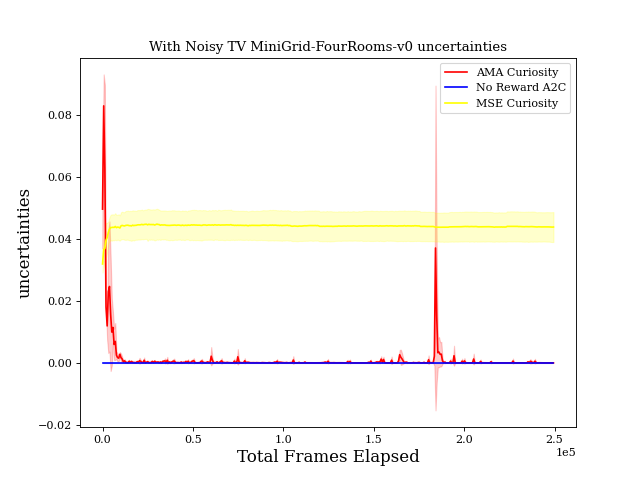 With Noisy TV MiniGrid-FourRooms-v0 uncertainties
AMA Curiosity
No Reward A2C
MSE Curiosity
uncertainties
0.08
0.06
0.04
0.02
0.00
−0.02
0.0 0.5 1.0 1.5 2.0 2.5
1e5
Total Frames Elapsed